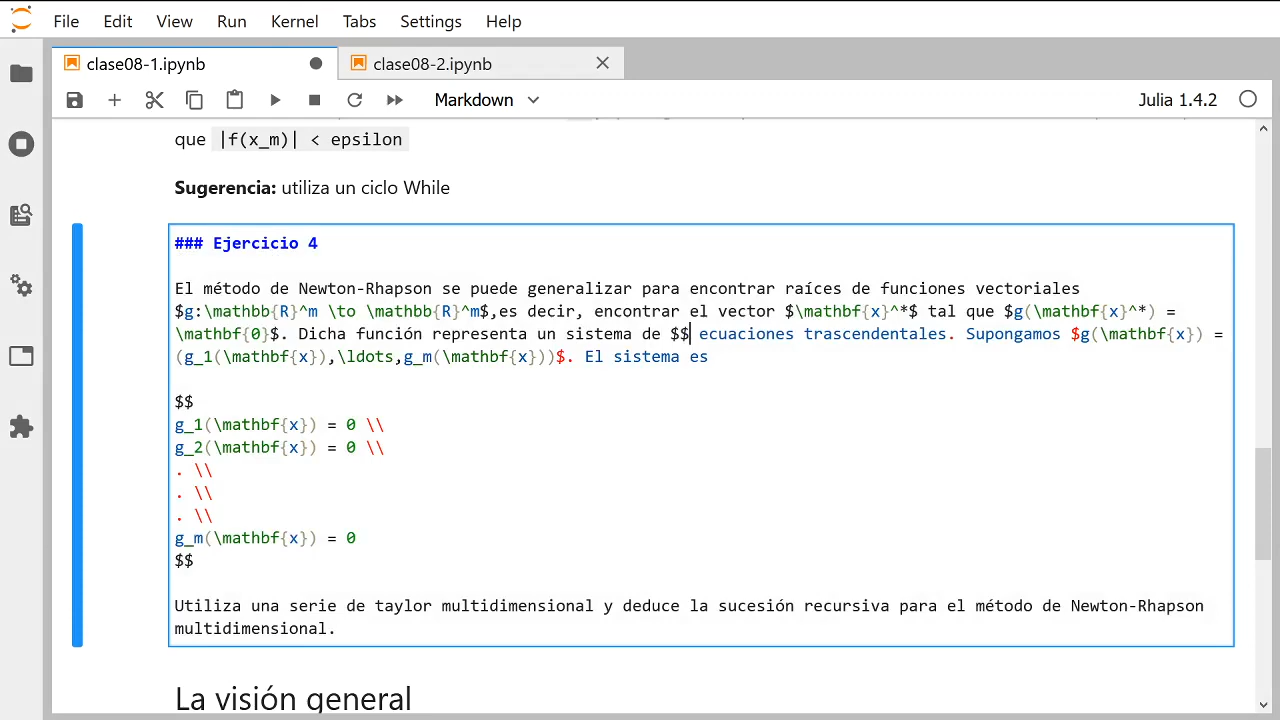 File Edit View Run Kernel Tabs Settings Help
clase08-1.ipynb clase08-2.ipynb
Markdown Julia 1.4.2
que |f(x_m)| < epsilon
Sugerencia: utiliza un ciclo While
### Ejercicio 4
El método de Newton-Rhapson se puede generalizar para encontrar raíces de funciones vectoriales
$g:\mathbb{R}^m \to \mathbb{R}^m$,es decir, encontrar el vector $\mathbf{x}^*$ tal que $g(\mathbf{x}^*) =
\mathbf{0}$. Dicha función representa un sistema de $$ ecuaciones trascendentales. Supongamos $g(\mathbf{x}) =
(g_1(\mathbf{x}),\ldots,g_m(\mathbf{x}))$. El sistema es
$$
g_1(\mathbf{x}) = 0 \\
g_2(\mathbf{x}) = 0 \\
. \\
. \\
. \\
g_m(\mathbf{x}) = 0
$$
Utiliza una serie de taylor multidimensional y deduce la sucesión recursiva para el método de Newton-Rhapson
multidimensional.
La visión general